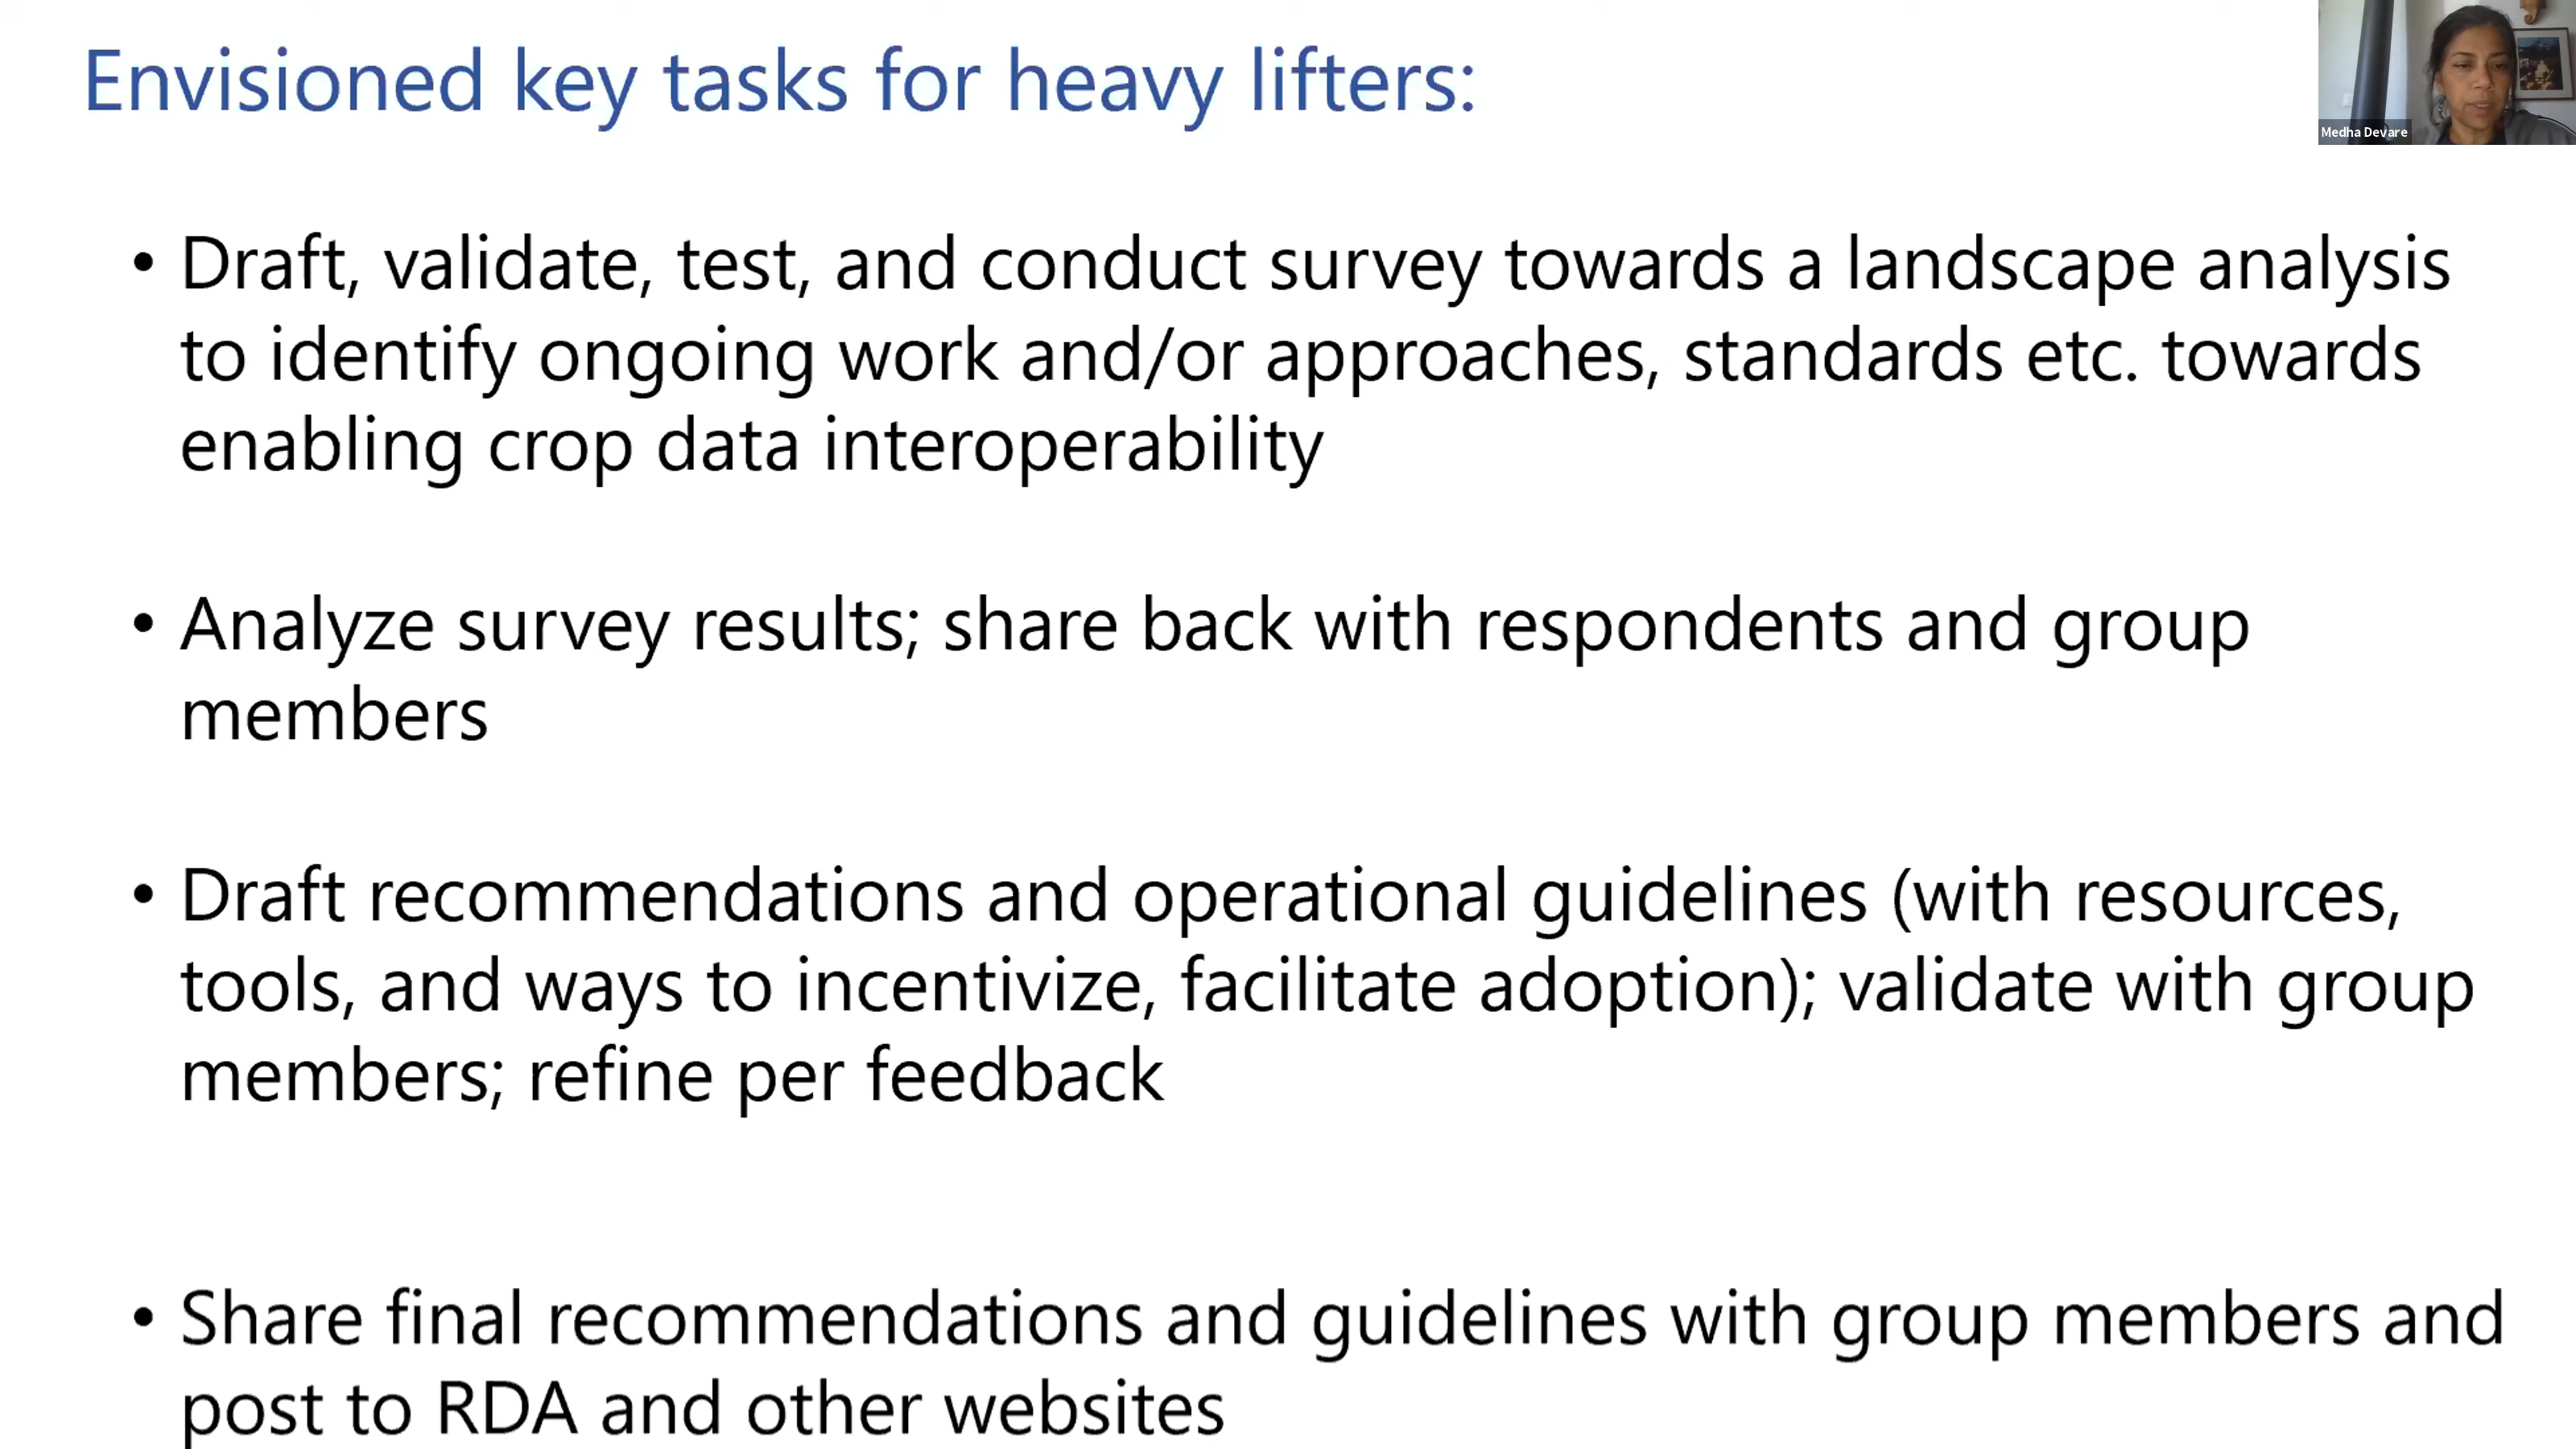 Envisioned key tasks for heavy lifters:
Medha Devare
• Draft, validate, test, and conduct survey towards a landscape analysis
to identify ongoing work and/or approaches, standards etc. towards
enabling crop data interoperability
• Analyze survey results; share back with respondents and group
members
• Draft recommendations and operational guidelines (with resources,
tools, and ways to incentivize, facilitate adoption); validate with group
members; refine per feedback
• Share final recommendations and guidelines with group members and
post to RDA and other websites